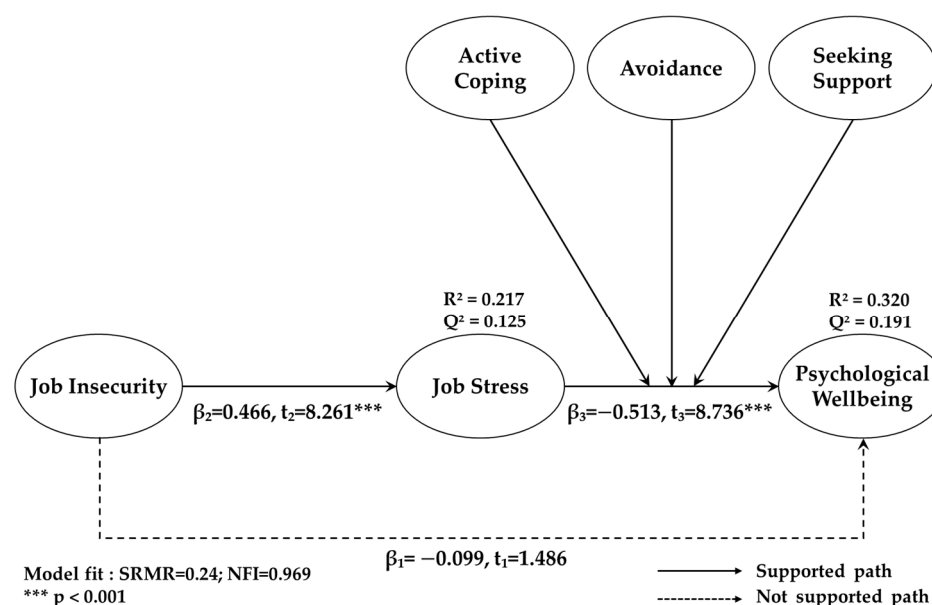 Active
Coping
Avoidance
Seeking
Support
R² = 0.217
Q² = 0.125
R² = 0.320
Q² = 0.191
Job Insecurity
Job Stress
Psychological
Wellbeing
β₂=0.466, t₂=8.261***
β₃=−0.513, t₃=8.736***
β₁= −0.099, t₁=1.486
Model fit : SRMR=0.24; NFI=0.969
*** p < 0.001
Supported path
Not supported path